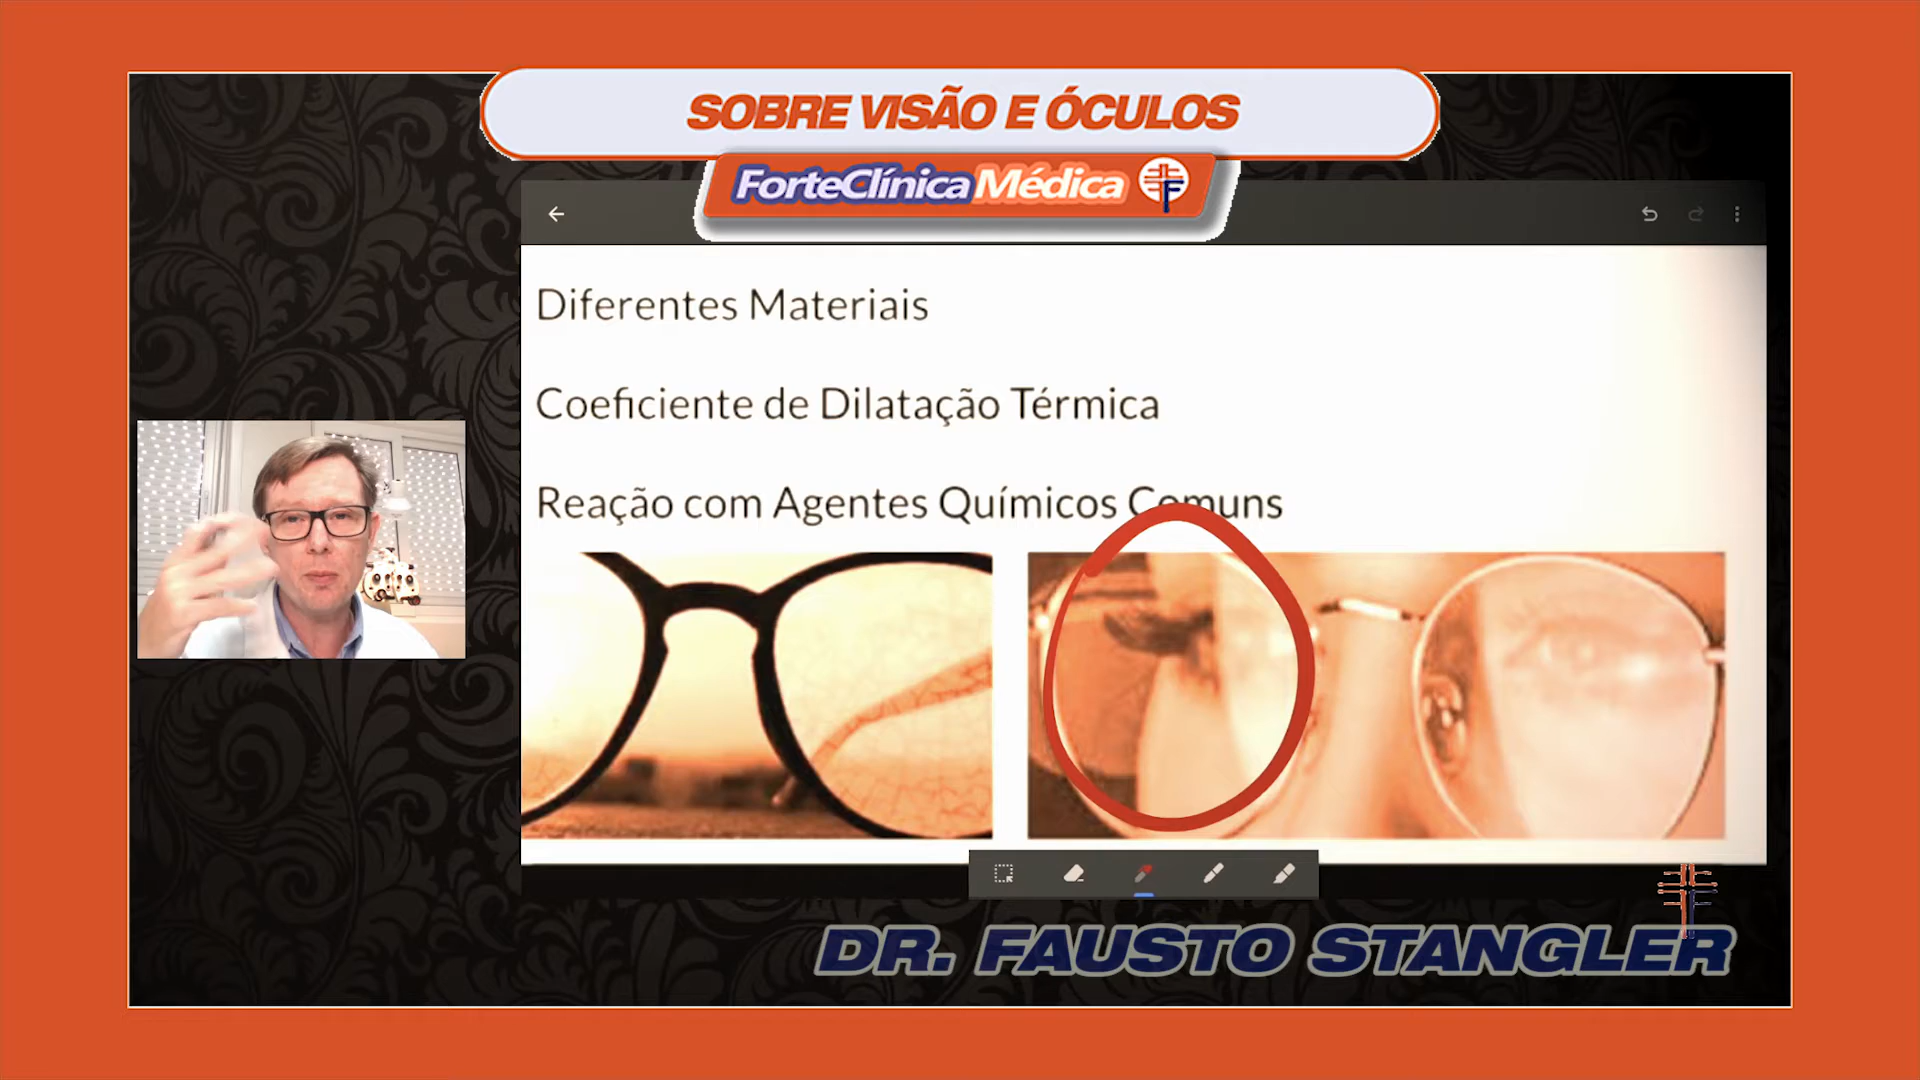 SOBRE VISÃO E ÓCULOS
ForteClínica Médica
Diferentes Materiais
Coeficiente de Dilatação Térmica
Reação com Agentes Químicos Comuns
DR. FAUSTO STANGLER